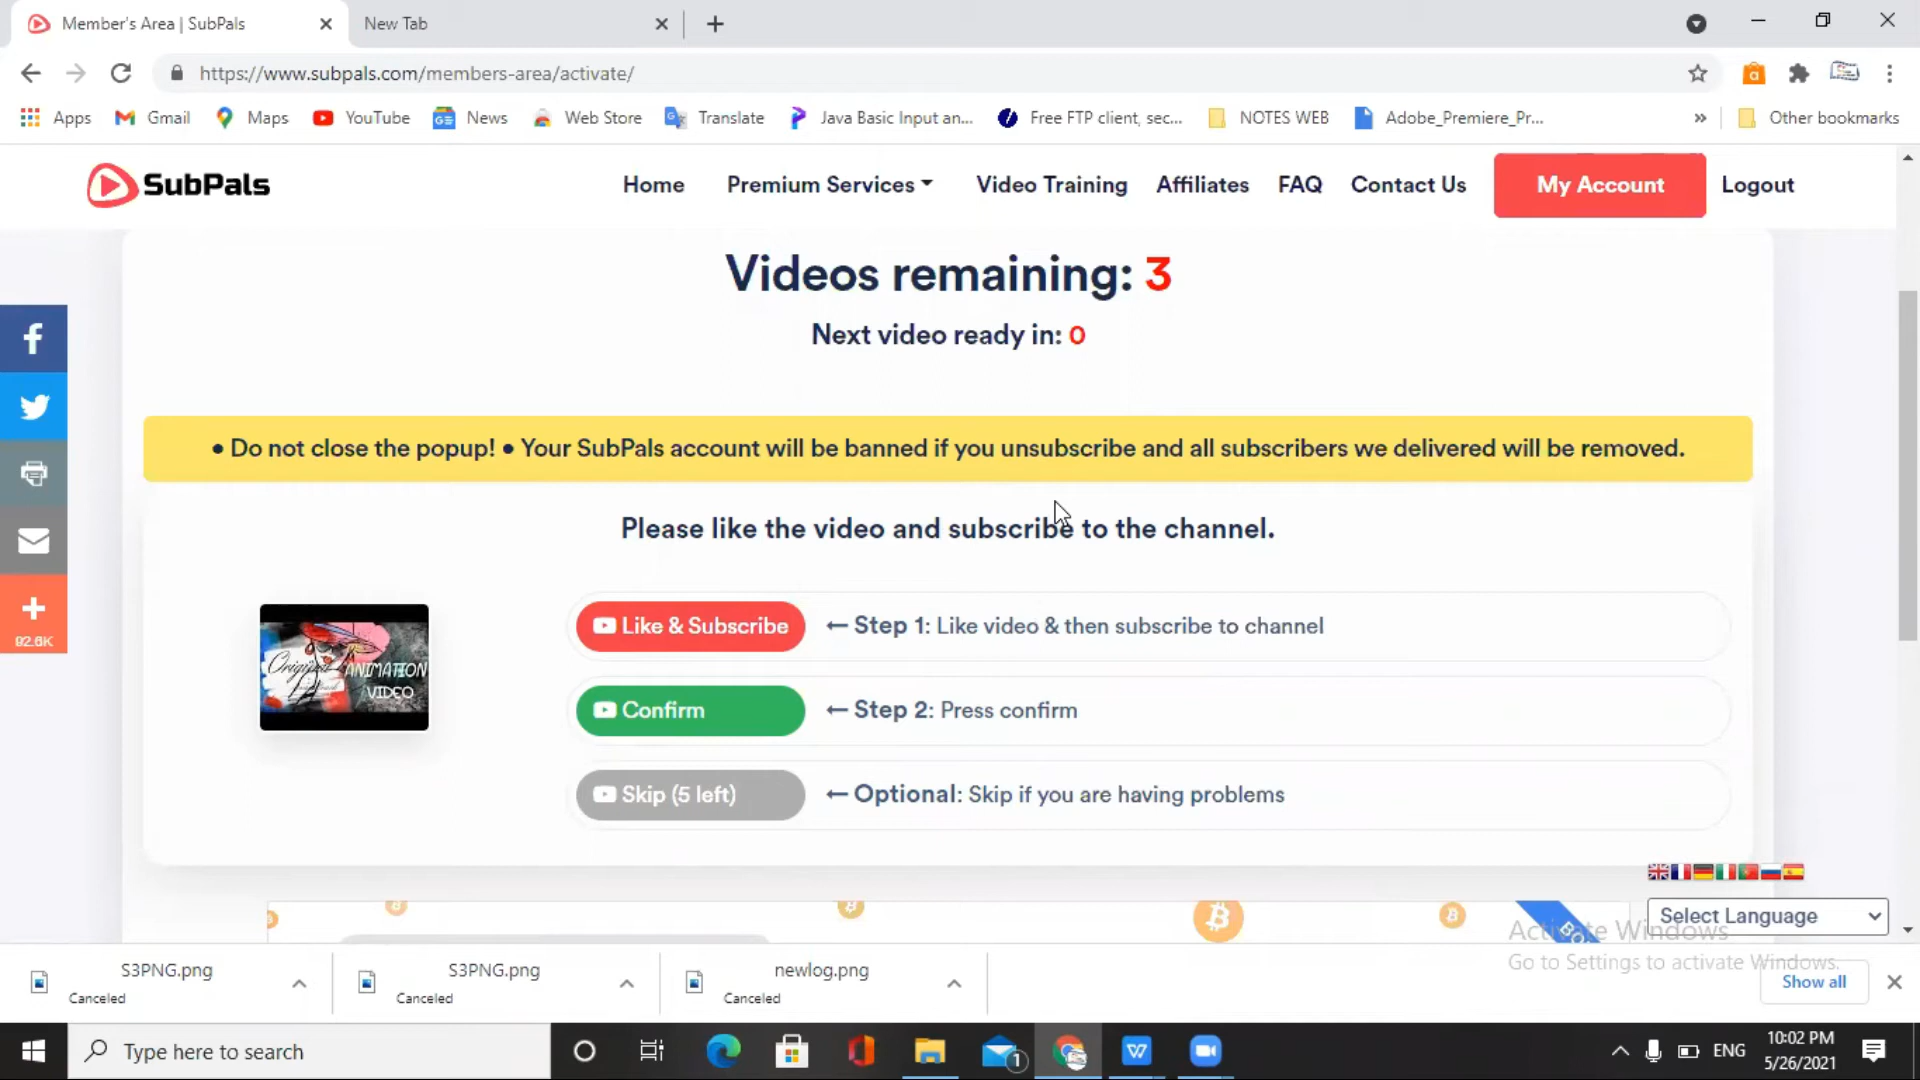 Member's Area | SubPals
New Tab
https://www.subpals.com/members-area/activate/
Apps Gmail Maps YouTube News Web Store Translate Java Basic Input an... Free FTP client, sec... NOTES WEB Adobe_Premiere_Pr... » Other bookmarks
SubPals Home Premium Services Video Training Affiliates FAQ Contact Us My Account Logout
Videos remaining: 3
Next video ready in: 0
• Do not close the popup! • Your SubPals account will be banned if you unsubscribe and all subscribers we delivered will be removed.
Please like the video and subscribe to the channel.
Original
ANIMATION
VIDEO
Like & Subscribe ← Step 1: Like video & then subscribe to channel
Confirm ← Step 2: Press confirm
Skip (5 left) ← Optional: Skip if you are having problems
92.6K
Select Language
Activate Windows
Go to Settings to activate Windows.
S3PNG.png
Canceled
S3PNG.png
Canceled
newlog.png
Canceled
Show all
Type here to search
1
ENG
10:02 PM
5/26/2021